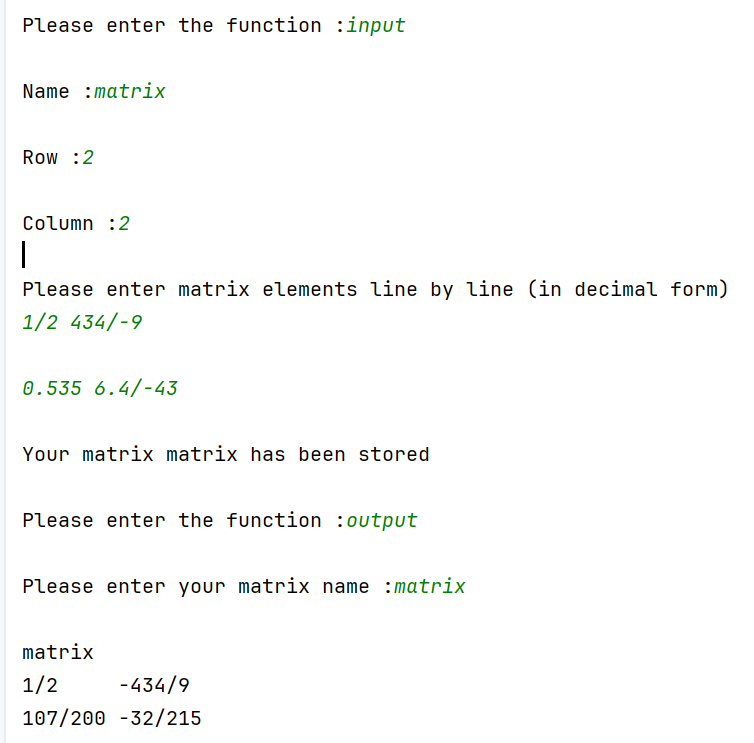 Please enter the function :input
Name :matrix
Row :2
Column :2
Please enter matrix elements line by line (in decimal form)
1/2 434/-9
0.535 6.4/-43
Your matrix matrix has been stored
Please enter the function :output
Please enter your matrix name :matrix
matrix
1/2     -434/9
107/200 -32/215